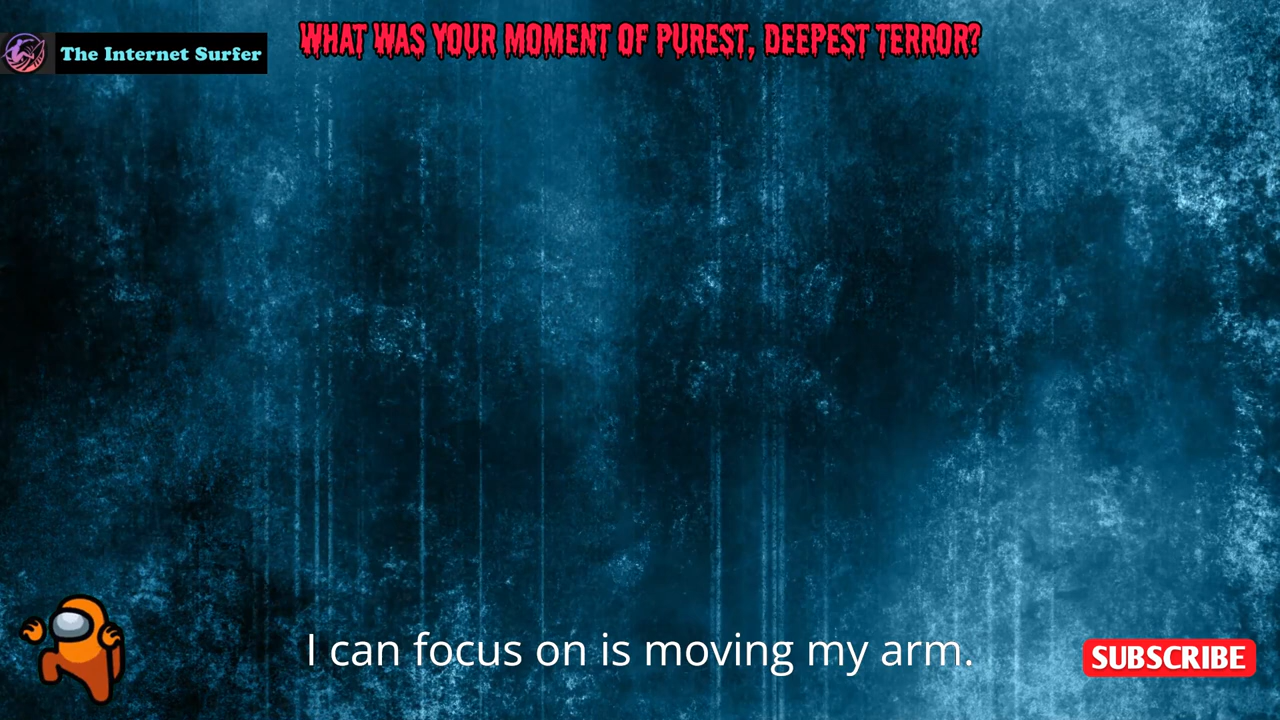 WHAT WAS YOUR MOMENT OF PUREST, DEEPEST TERROR?
The Internet Surfer
I can focus on is moving my arm.
SUBSCRIBE